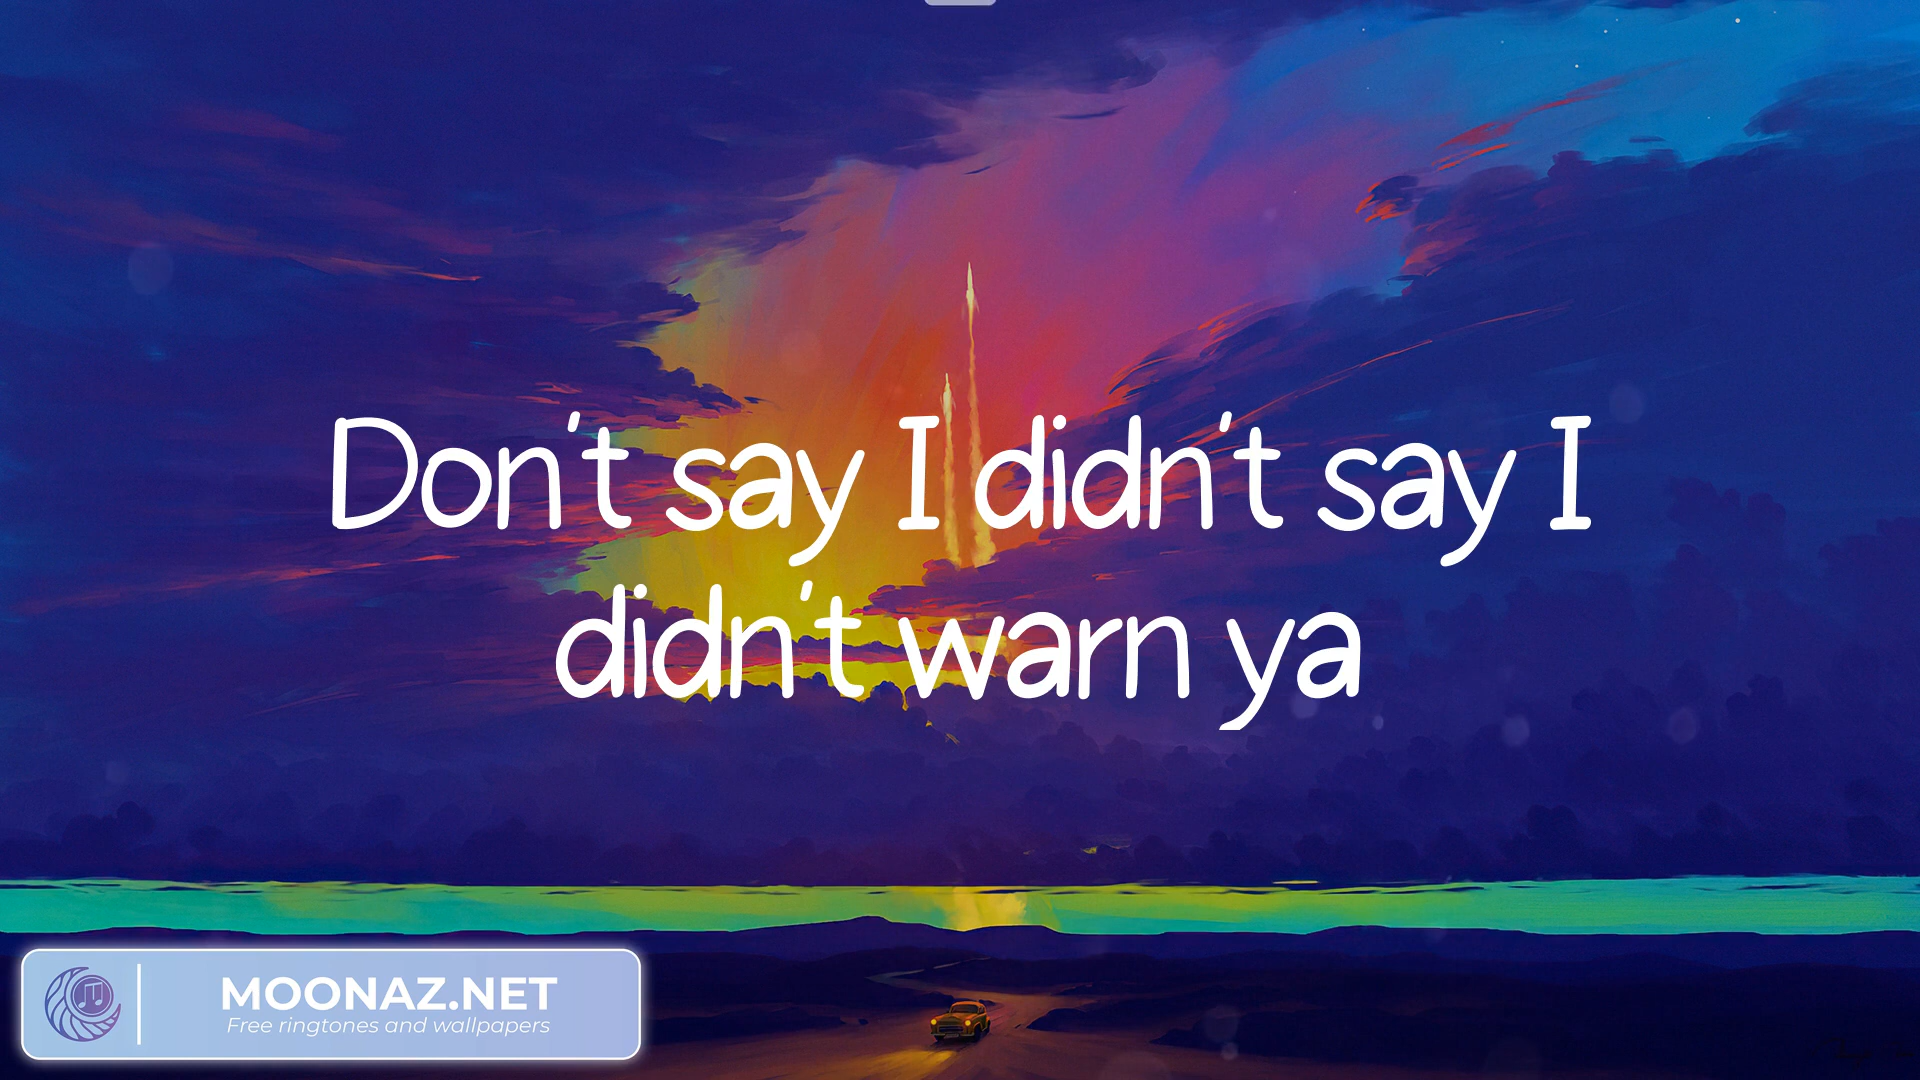 Don't say I didn't say I
didn't warn ya
MOONAZ.NET
Free ringtones and wallpapers